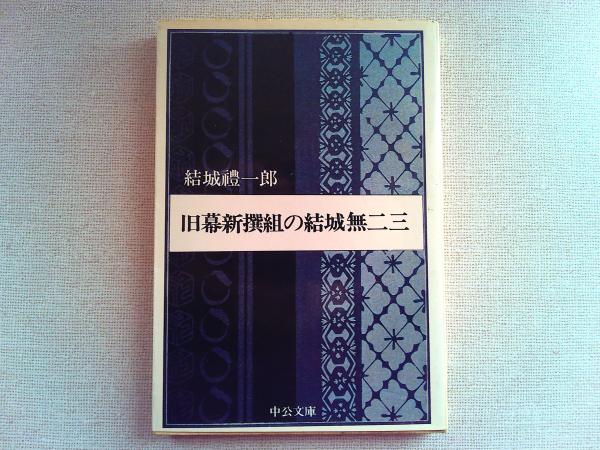 結城禮一郎
旧幕新撰組の結城無二三
中公文庫